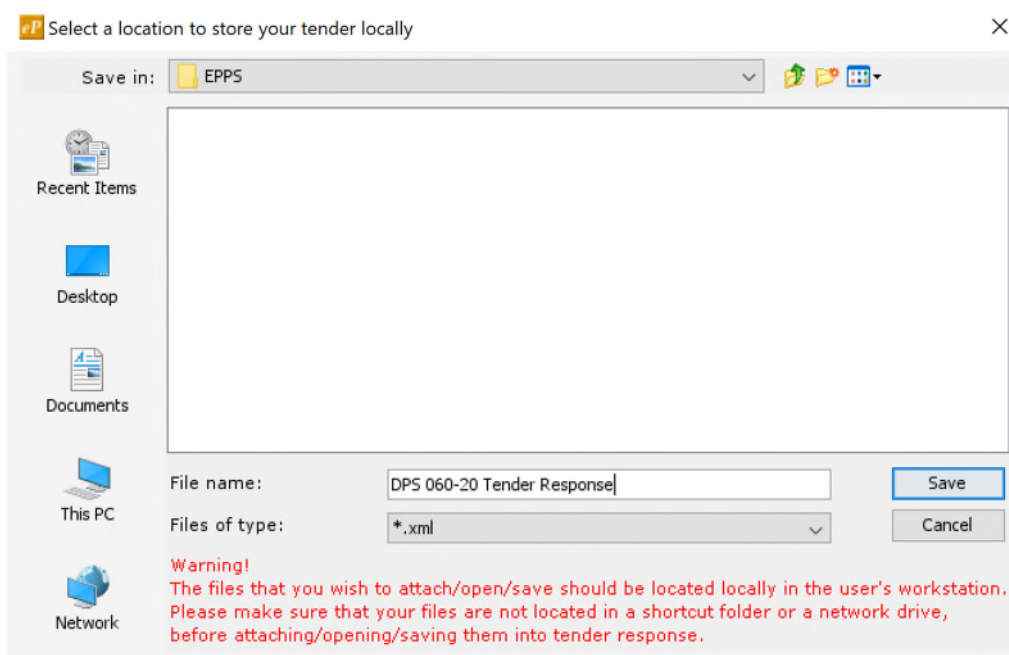 eP Select a location to store your tender locally
Save in: EPPS
Recent Items
Desktop
Documents
This PC
Network
File name: DPS 060-20 Tender Response Save
Files of type: *.xml Cancel
Warning!
The files that you wish to attach/open/save should be located locally in the user's workstation.
Please make sure that your files are not located in a shortcut folder or a network drive,
before attaching/opening/saving them into tender response.